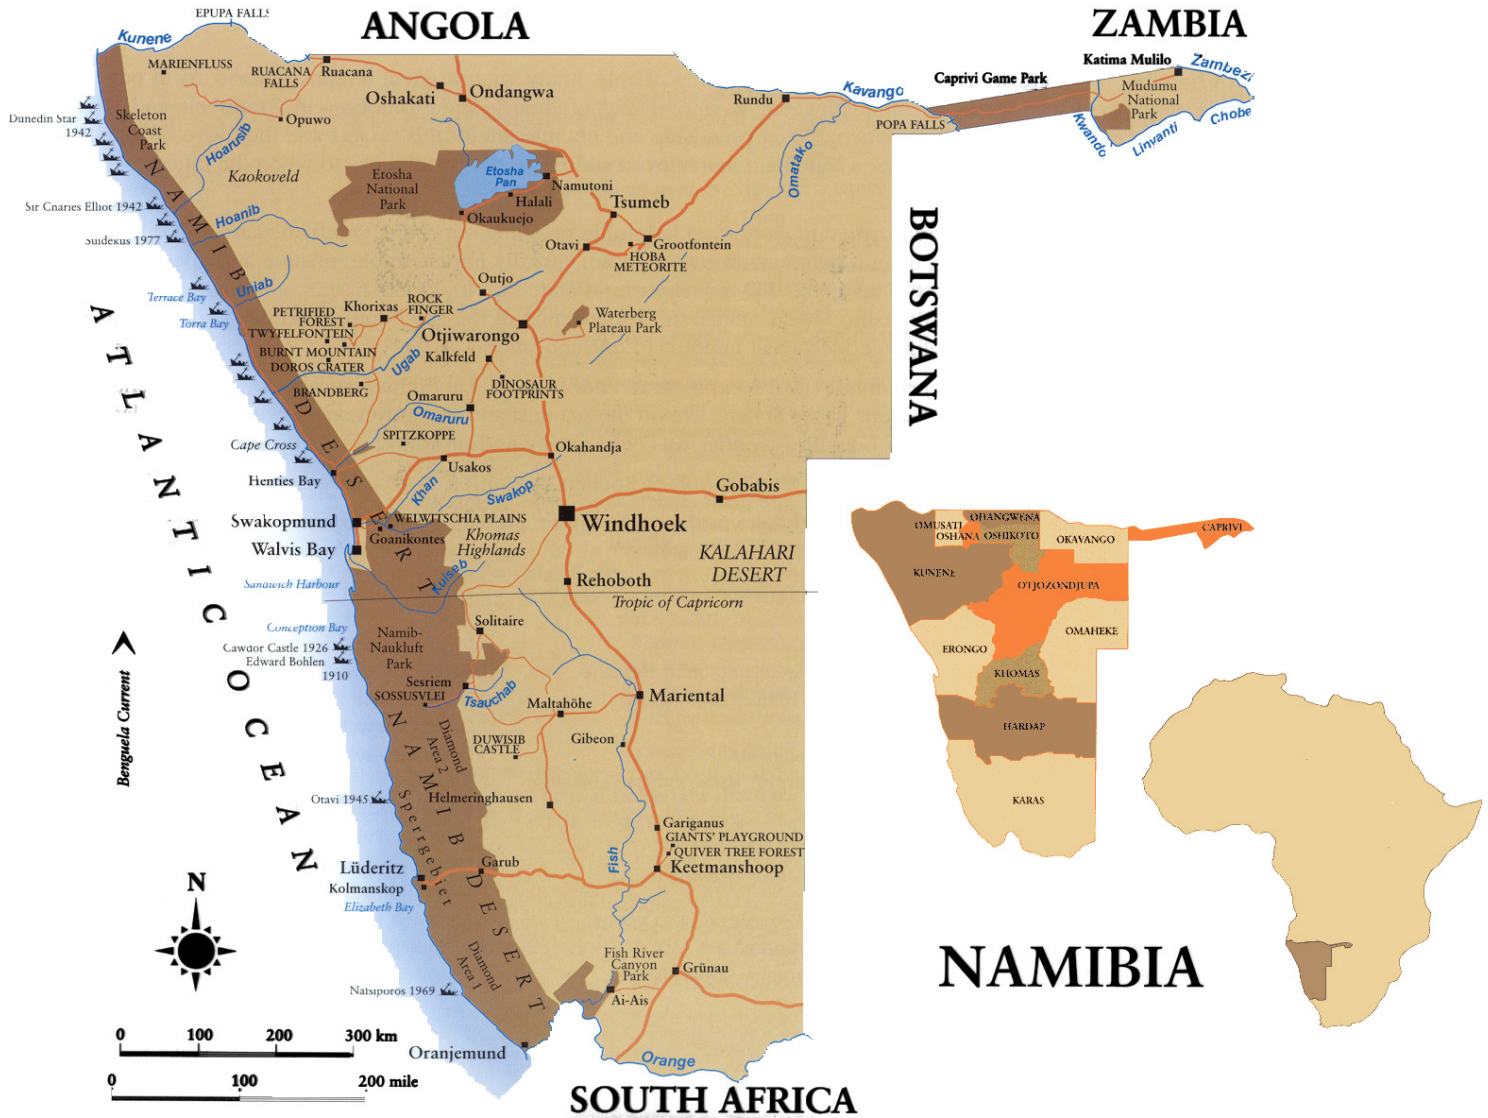 EPUPA FALLS
ANGOLA
ZAMBIA
Kunene
Katima Mulilo
Zambezi
MARIENFLUSS
RUACANA
FALLS
Ruacana
Oshakati
Ondangwa
Rundu
Kavango
Caprivi Game Park
Mudumu
National
Park
POPA FALLS
Kwando
Linvanti
Chobe
Dunedin Star
1942
Skeleton
Coast
Park
Opuwo
Hoarusib
Kaokoveld
Etosha
National
Park
Etosha
Pan
Namutoni
Halali
Okaukuejo
Omatako
Sir Charles Elliot 1942
Hoanib
Tsumeb
Otavi
Grootfontein
HOBA
METEORITE
Suidekus 1977
BOTSWANA
NAMIB DESERT
Uniab
Outjo
Terrace Bay
Torra Bay
PETRIFIED
FOREST
Khorixas
ROCK
FINGER
TWYFELFONTEIN
BURNT MOUNTAIN
DOROS CRATER
BRANDBERG
Ugab
Otjiwarongo
Kalkfeld
Waterberg
Plateau Park
DINOSAUR
FOOTPRINTS
Omaruru
Omaruru
SPITZKOPPE
Cape Cross
Henties Bay
Usakos
Okahandja
Khan
Swakop
Gobabis
Swakopmund
Walvis Bay
WELWITSCHIA PLAINS
Goanikontes
Khomas
Highlands
Windhoek
KALAHARI
DESERT
Kuiseb
Rehoboth
Tropic of Capricorn
Sandwich Harbour
ATLANTIC OCEAN
Conception Bay
Cawdor Castle 1926
Edward Bohlen
1910
Namib-
Naukluft
Park
Solitaire
Sesriem
SOSSUSVLEI
Tsauchab
Maltahöhe
Mariental
Benguela Current
NAMIB DESERT
Diamond
Area 2
DUWISIB
CASTLE
Gibeon
Otavi 1945
Helmeringhausen
Sperrgebiet
Fish
Gariganus
GIANTS' PLAYGROUND
QUIVER TREE FOREST
Keetmanshoop
Lüderitz
Kolmanskop
Garub
Elizabeth Bay
N
Diamond
Area 1
Fish River
Canyon
Park
Grünau
Ai-Ais
Natsiporos 1969
0 100 200 300 km
0 100 200 mile
Oranjemund
Orange
SOUTH AFRICA
OMUSATI
OHANGWENA
OSHANA
OSHIKOTO
OKAVANGO
CAPRIVI
KUNENE
OTJOZONDJUPA
ERONGO
OMAHEKE
KHOMAS
HARDAP
KARAS
NAMIBIA